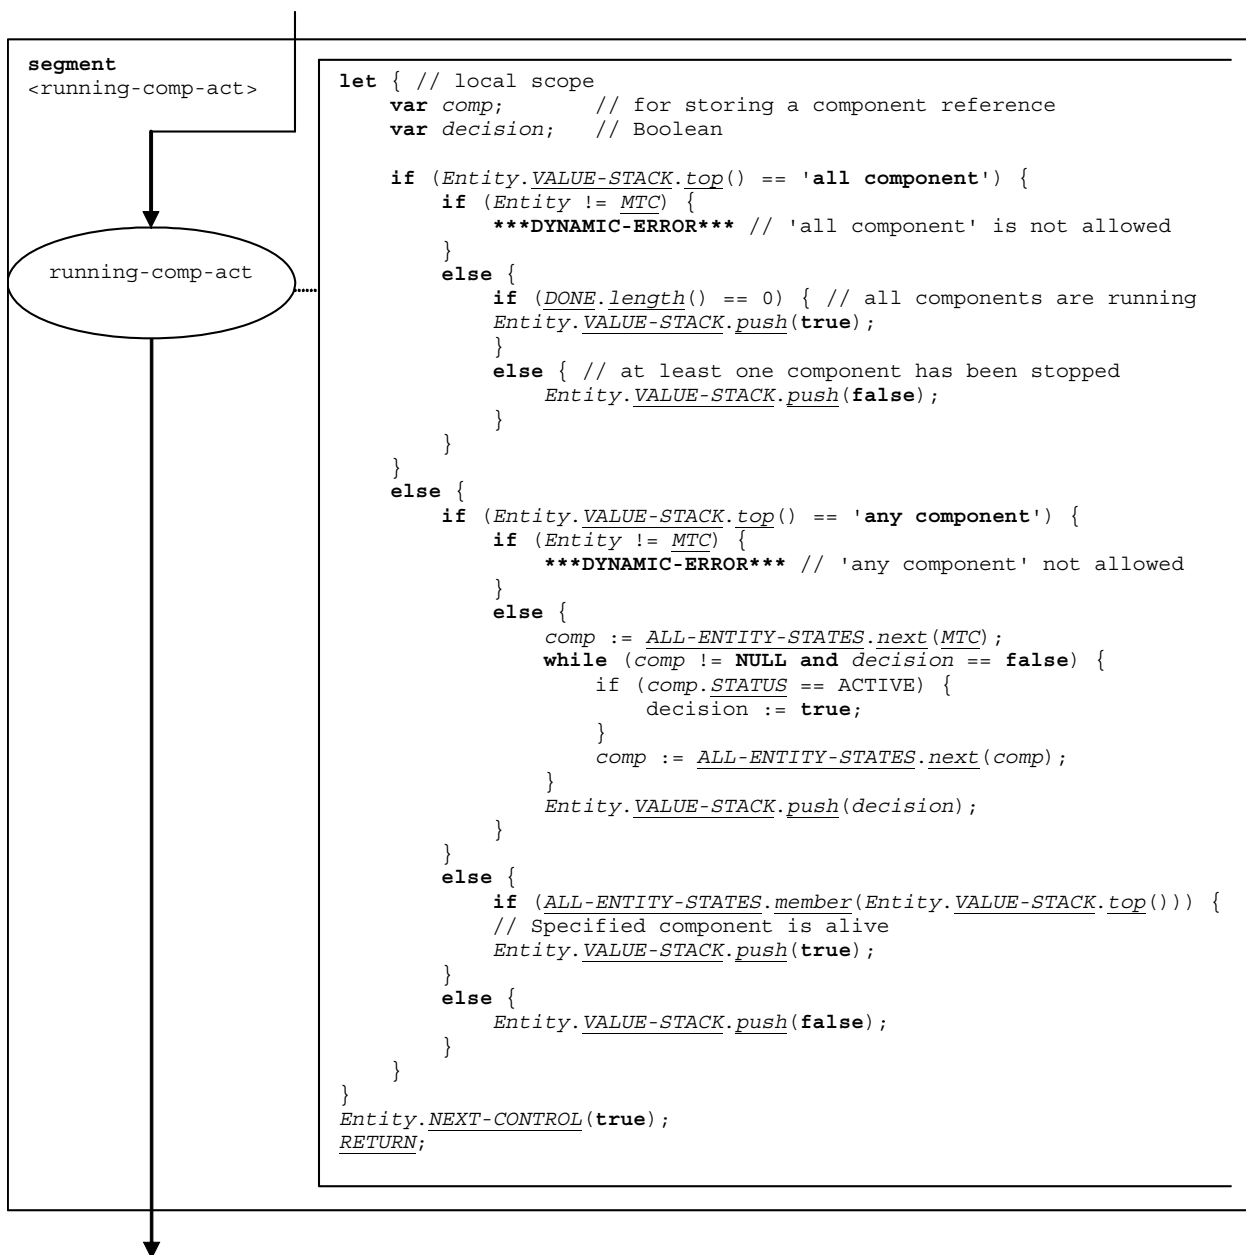 segment
<running-comp-act>
running-comp-act
let { // local scope
    var comp;        // for storing a component reference
    var decision;   // Boolean

    if (Entity.VALUE-STACK.top() == 'all component') {
        if (Entity != MTC) {
            ***DYNAMIC-ERROR*** // 'all component' is not allowed
        }
        else {
            if (DONE.length() == 0) { // all components are running
            Entity.VALUE-STACK.push(true);
            }
            else { // at least one component has been stopped
                Entity.VALUE-STACK.push(false);
            }
        }
    }
    else {
        if (Entity.VALUE-STACK.top() == 'any component') {
            if (Entity != MTC) {
                ***DYNAMIC-ERROR*** // 'any component' not allowed
            }
            else {
                comp := ALL-ENTITY-STATES.next(MTC);
                while (comp != NULL and decision == false) {
                    if (comp.STATUS == ACTIVE) {
                        decision := true;
                    }
                    comp := ALL-ENTITY-STATES.next(comp);
                }
                Entity.VALUE-STACK.push(decision);
            }
        }
        else {
            if (ALL-ENTITY-STATES.member(Entity.VALUE-STACK.top())) {
            // Specified component is alive
            Entity.VALUE-STACK.push(true);
        }
        else {
            Entity.VALUE-STACK.push(false);
        }
    }
}
Entity.NEXT-CONTROL(true);
RETURN;